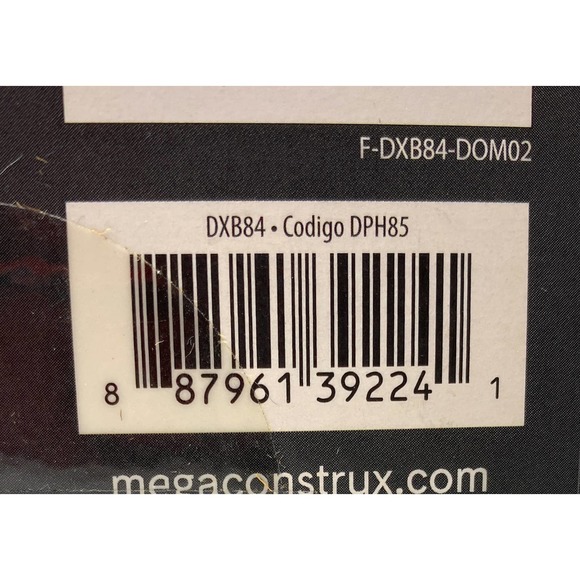 F-DXB84-DOM02
DXB84 • Codigo DPH85
8 87961 39224 1
megaconstrux.com